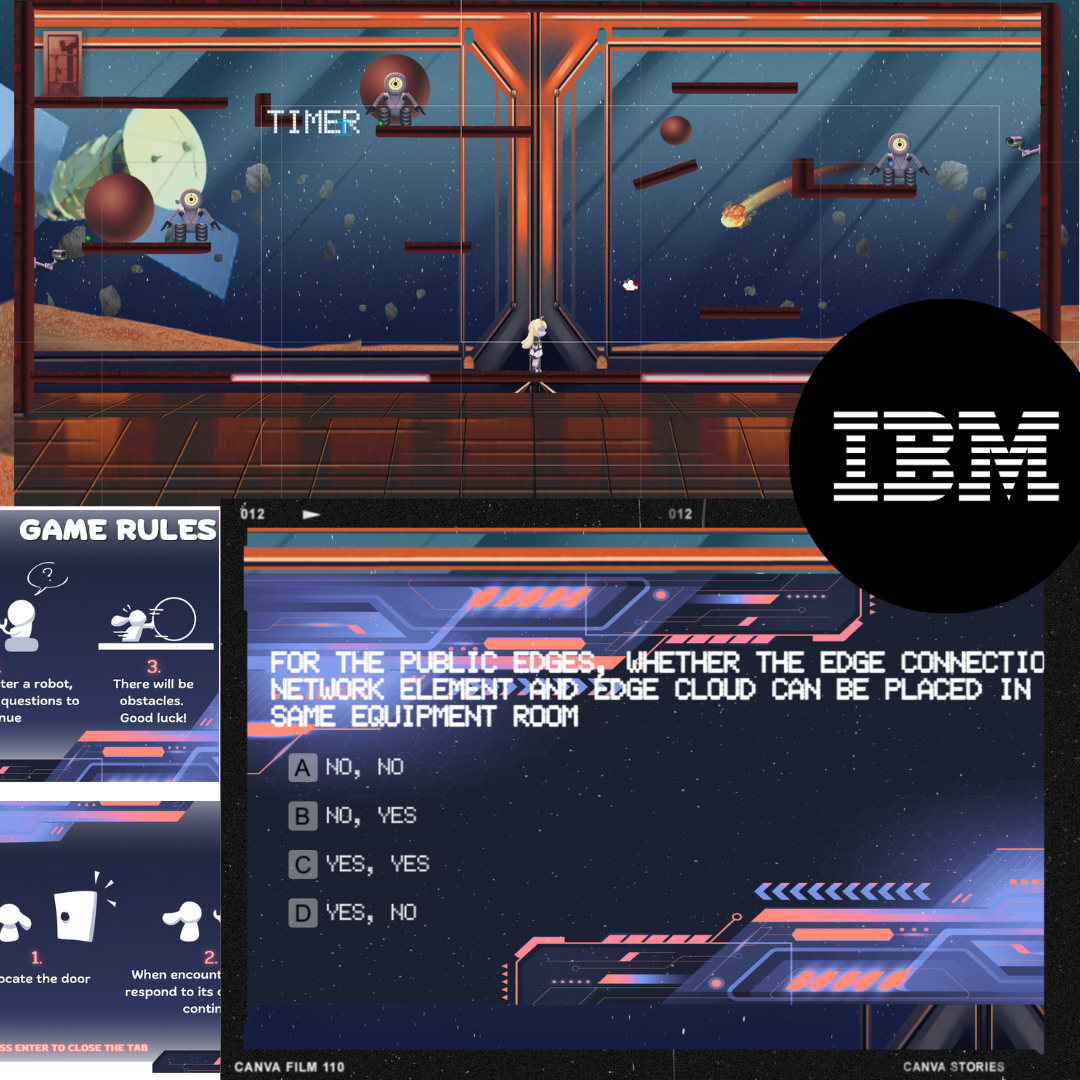 TIMER
IBM
GAME RULES
?
3.
ter a robot,
questions to
nue
There will be
obstacles.
Good luck!
1.
ocate the door
2.
When encount
respond to its
contin
SS ENTER TO CLOSE THE TAB
012
012
FOR THE PUBLIC EDGES, WHETHER THE EDGE CONNECTIO
NETWORK ELEMENT AND EDGE CLOUD CAN BE PLACED IN
SAME EQUIPMENT ROOM
A NO, NO
B NO, YES
C YES, YES
D YES, NO
CANVA FILM 110
CANVA STORIES